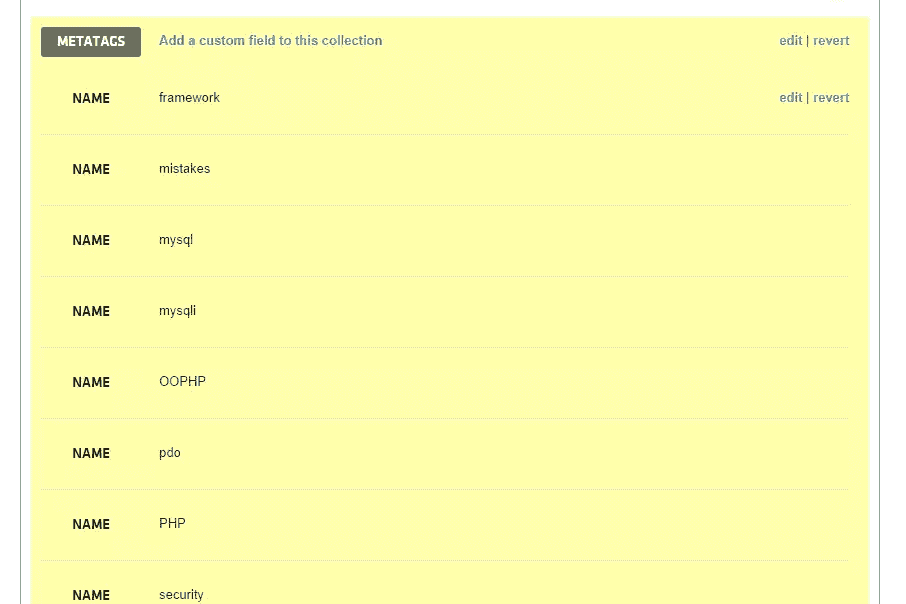 METATAGS Add a custom field to this collection edit | revert
NAME framework edit | revert
NAME mistakes
NAME mysql
NAME mysqli
NAME OOPHP
NAME pdo
NAME PHP
NAME security